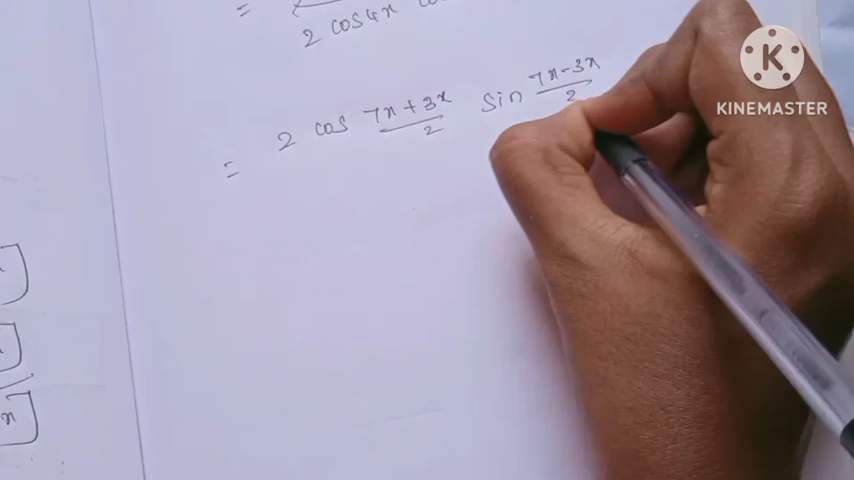 =
2 cos4x
2 cos 7x+3x/2 sin 7x-3x/2
=
K
KINEMASTER
x